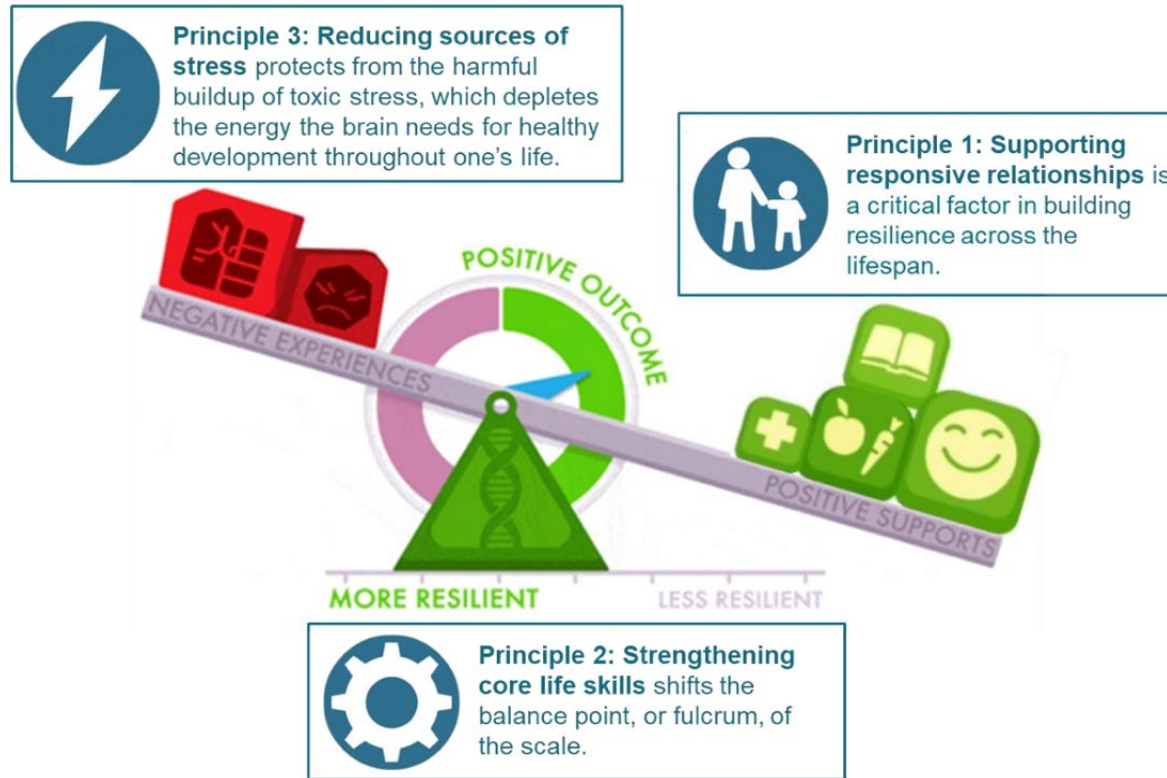 Principle 3: Reducing sources of
stress protects from the harmful
buildup of toxic stress, which depletes
the energy the brain needs for healthy
development throughout one’s life.
Principle 1: Supporting
responsive relationships is
a critical factor in building
resilience across the
lifespan.
POSITIVE OUTCOME
NEGATIVE EXPERIENCES
POSITIVE SUPPORTS
MORE RESILIENT
LESS RESILIENT
Principle 2: Strengthening
core life skills shifts the
balance point, or fulcrum, of
the scale.